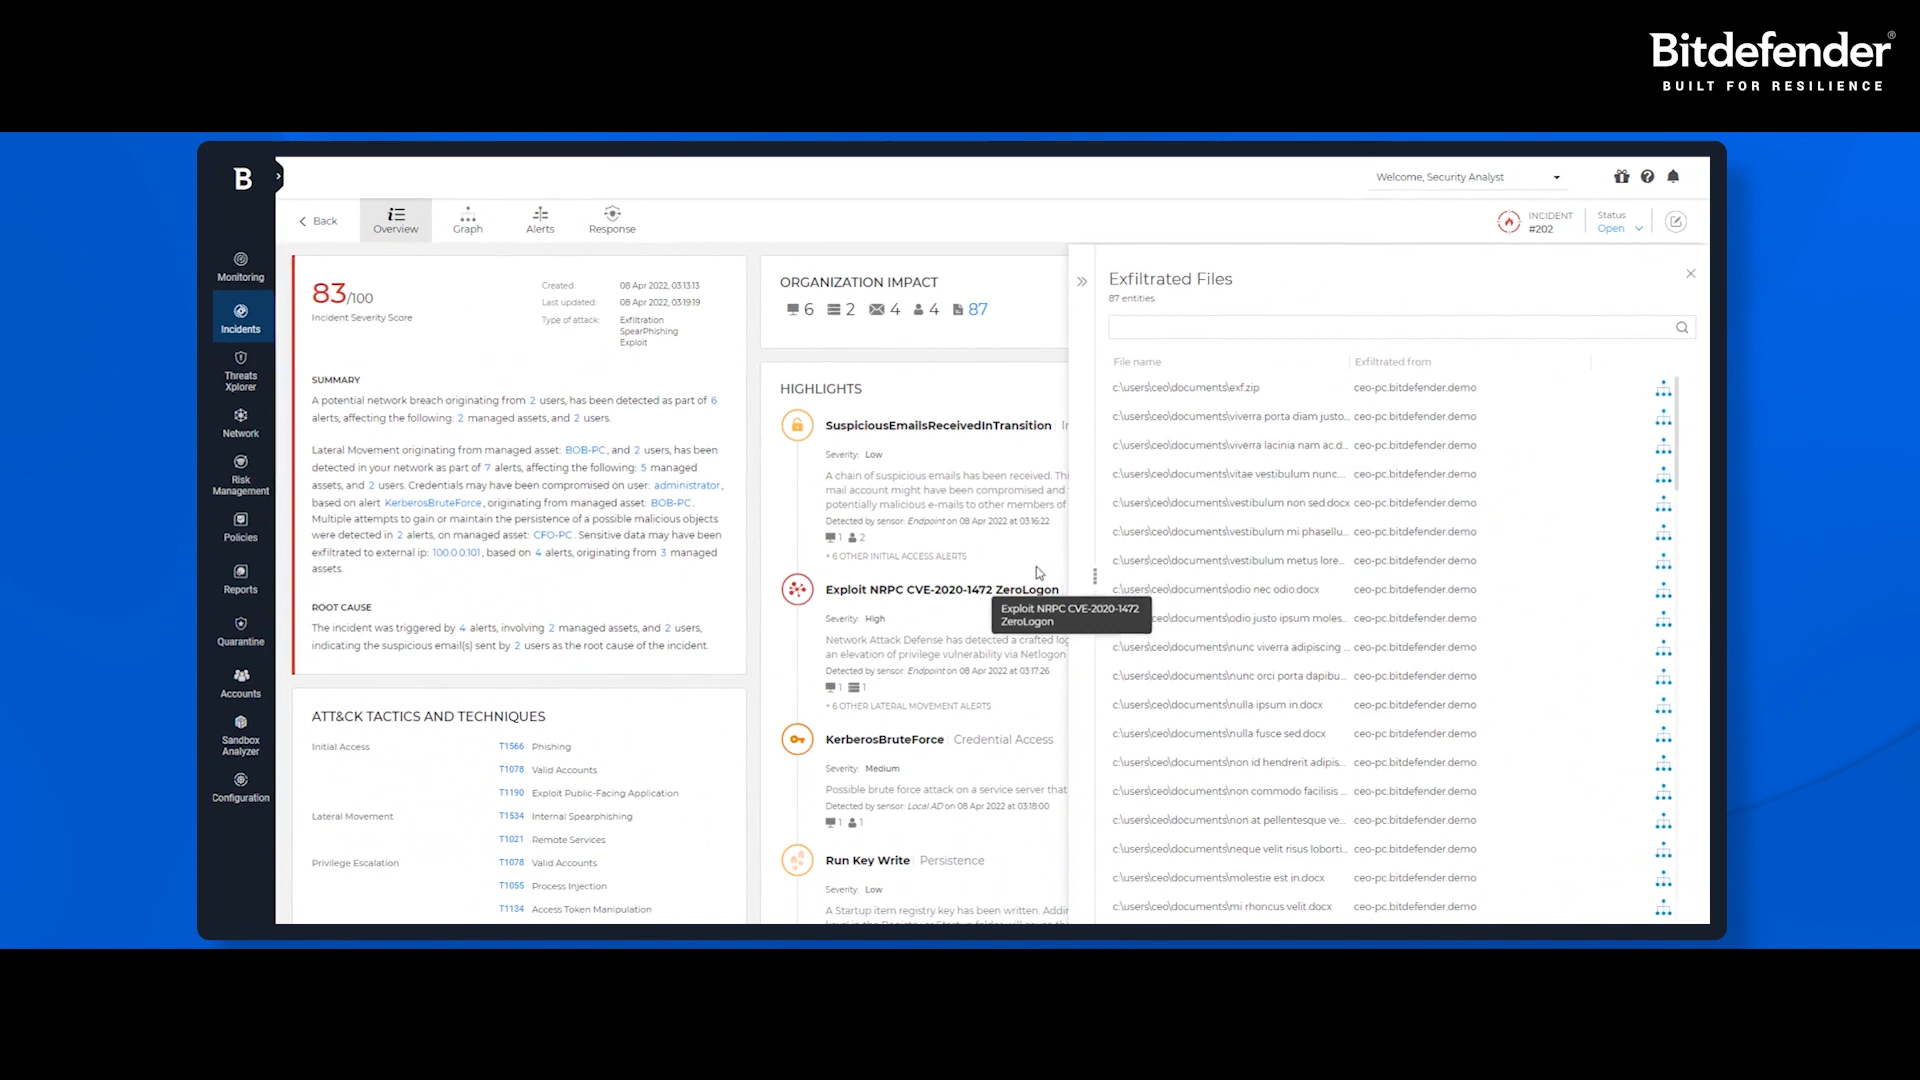 Bitdefender®
BUILT FOR RESILIENCE
B
Welcome, Security Analyst
Back
Overview
Graph
Alerts
Response
INCIDENT
#202
Status
Open
Monitoring
Incidents
Threats
Xplorer
Network
Risk
Management
Policies
Reports
Quarantine
Accounts
Sandbox
Analyzer
Configuration
83/100
Incident Severity Score
Created: 08 Apr 2022, 03:13:13
Last updated: 08 Apr 2022, 03:19:19
Type of attack: Exfiltration
SpearPhishing
Exploit
SUMMARY
A potential network breach originating from 2 users, has been detected as part of 6
alerts, affecting the following: 2 managed assets, and 2 users.
Lateral Movement originating from managed asset: BOB-PC, and 2 users, has been
detected in your network as part of 7 alerts, affecting the following: 5 managed
assets, and 2 users. Credentials may have been compromised on user: administrator,
based on alert KerberosBruteForce, originating from managed asset: BOB-PC.
Multiple attempts to gain or maintain the persistence of a possible malicious objects
were detected in 2 alerts, on managed asset: CFO-PC. Sensitive data may have been
exfiltrated to external ip: 100.0.0.101, based on 4 alerts, originating from 3 managed
assets.
ROOT CAUSE
The incident was triggered by 4 alerts, involving 2 managed assets, and 2 users,
indicating the suspicious email(s) sent by 2 users as the root cause of the incident.
ATT&CK TACTICS AND TECHNIQUES
Initial Access T1566 Phishing
T1078 Valid Accounts
T1190 Exploit Public-Facing Application
Lateral Movement T1534 Internal Spearphishing
T1021 Remote Services
Privilege Escalation T1078 Valid Accounts
T1055 Process Injection
T1134 Access Token Manipulation
ORGANIZATION IMPACT
6 2 4 4 87
HIGHLIGHTS
SuspiciousEmailsReceivedInTransition
Severity: Low
A chain of suspicious emails has been received. Thi
mail account might have been compromised and
potentially malicious e-mails to other members of
Detected by sensor: Endpoint on 08 Apr 2022 at 03:16:22
1 2
+ 6 OTHER INITIAL ACCESS ALERTS
Exploit NRPC CVE-2020-1472 ZeroLogon
Severity: High
Network Attack Defense has detected a crafted log
an elevation of privilege vulnerability via Netlogon
Detected by sensor: Endpoint on 08 Apr 2022 at 03:17:26
1 1
+ 6 OTHER LATERAL MOVEMENT ALERTS
Exploit NRPC CVE-2020-1472
ZeroLogon
KerberosBruteForce Credential Access
Severity: Medium
Possible brute force attack on a service server that
Detected by sensor: Local AD on 08 Apr 2022 at 03:18:00
1 1
Run Key Write Persistence
Severity: Low
A Startup item registry key has been written. Addin
Exfiltrated Files
87 entities
File name Exfiltrated from
c:\users\ceo\documents\exf.zip ceo-pc.bitdefender.demo
c:\users\ceo\documents\viverra porta diam justo... ceo-pc.bitdefender.demo
c:\users\ceo\documents\viverra lacinia nam ac.d... ceo-pc.bitdefender.demo
c:\users\ceo\documents\vitae vestibulum nunc... ceo-pc.bitdefender.demo
c:\users\ceo\documents\vestibulum non sed.docx ceo-pc.bitdefender.demo
c:\users\ceo\documents\vestibulum mi phasellu... ceo-pc.bitdefender.demo
c:\users\ceo\documents\vestibulum metus lore... ceo-pc.bitdefender.demo
c:\users\ceo\documents\odio nec odio.docx ceo-pc.bitdefender.demo
c:\users\ceo\documents\odio justo ipsum moles... ceo-pc.bitdefender.demo
c:\users\ceo\documents\nunc viverra adipiscing ... ceo-pc.bitdefender.demo
c:\users\ceo\documents\nunc orci porta dapibu... ceo-pc.bitdefender.demo
c:\users\ceo\documents\nulla ipsum in.docx ceo-pc.bitdefender.demo
c:\users\ceo\documents\nulla fusce sed.docx ceo-pc.bitdefender.demo
c:\users\ceo\documents\non id hendrerit adipis... ceo-pc.bitdefender.demo
c:\users\ceo\documents\non commodo facilisis ... ceo-pc.bitdefender.demo
c:\users\ceo\documents\non at pellentesque ve... ceo-pc.bitdefender.demo
c:\users\ceo\documents\neque velit risus loborti... ceo-pc.bitdefender.demo
c:\users\ceo\documents\molestie est in.docx ceo-pc.bitdefender.demo
c:\users\ceo\documents\mi rhoncus velit.docx ceo-pc.bitdefender.demo